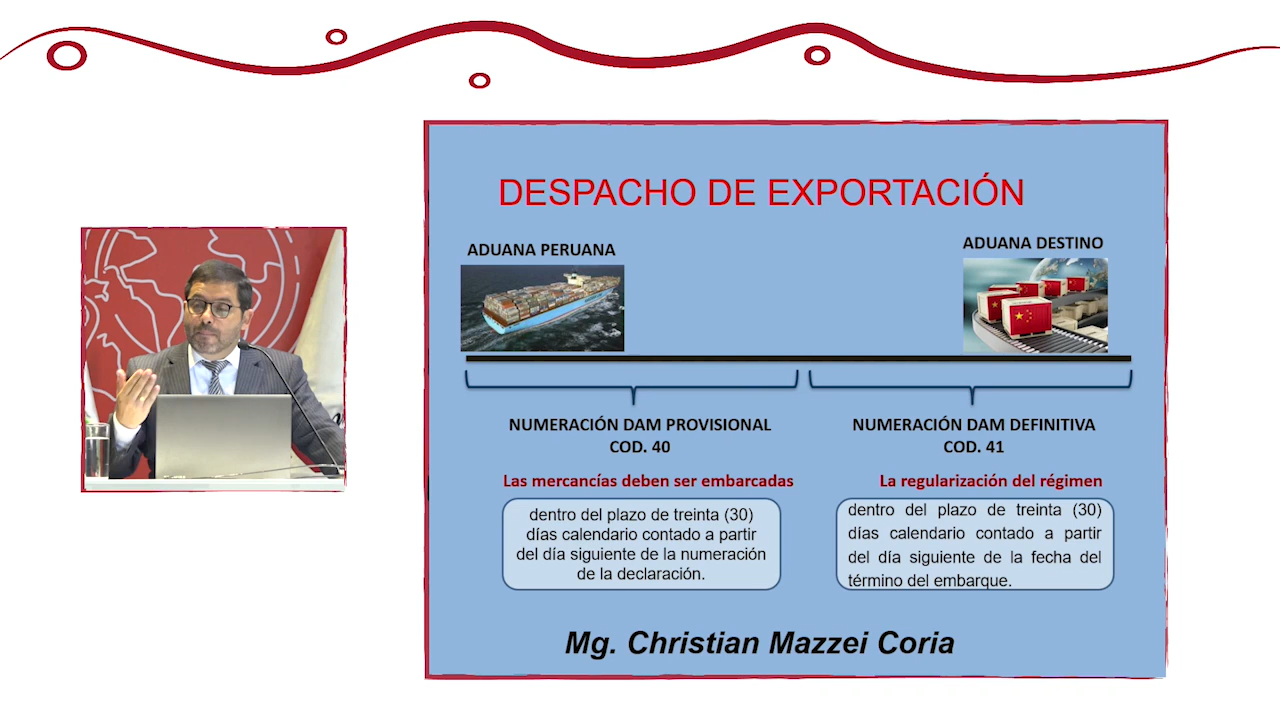 DESPACHO DE EXPORTACIÓN
ADUANA PERUANA
ADUANA DESTINO
NUMERACIÓN DAM PROVISIONAL
COD. 40
Las mercancías deben ser embarcadas
dentro del plazo de treinta (30)
días calendario contado a partir
del día siguiente de la numeración
de la declaración.
NUMERACIÓN DAM DEFINITIVA
COD. 41
La regularización del régimen
dentro del plazo de treinta (30)
días calendario contado a partir
del día siguiente de la fecha del
término del embarque.
Mg. Christian Mazzei Coria